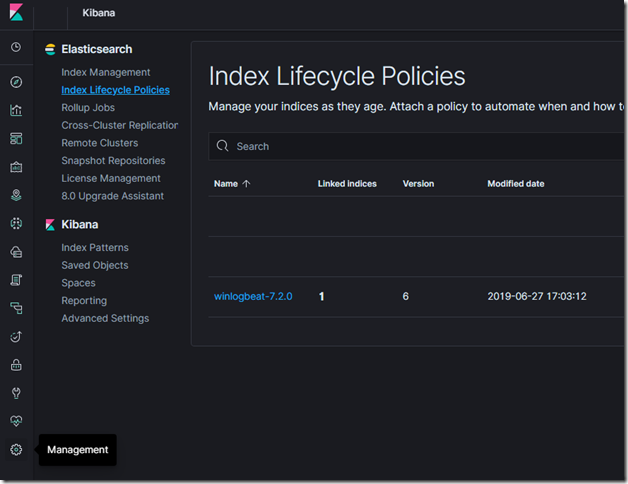 Kibana
Elasticsearch
Index Management
Index Lifecycle Policies
Rollup Jobs
Cross-Cluster Replication
Remote Clusters
Snapshot Repositories
License Management
8.0 Upgrade Assistant
Kibana
Index Patterns
Saved Objects
Spaces
Reporting
Advanced Settings
Management
Index Lifecycle Policies
Manage your indices as they age. Attach a policy to automate when and how to
Search
Name Linked indices Version Modified date
winlogbeat-7.2.0 1 6 2019-06-27 17:03:12